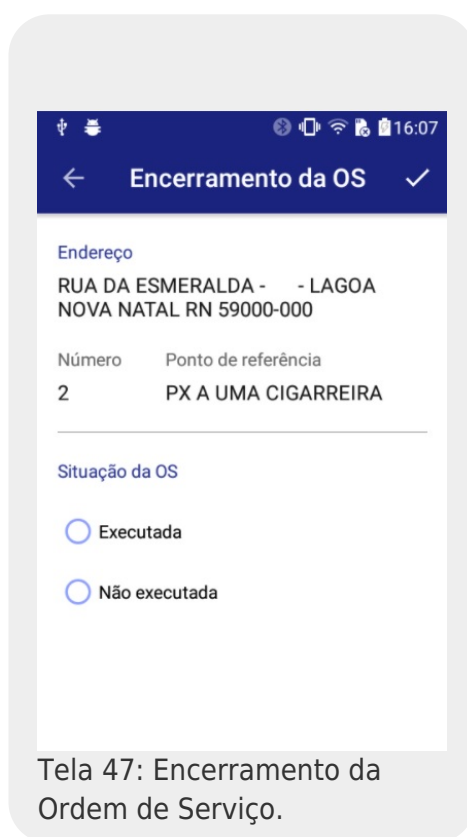 16:07
Encerramento da OS
Endereço
RUA DA ESMERALDA -    - LAGOA
NOVA NATAL RN 59000-000
Número Ponto de referência
2 PX A UMA CIGARREIRA
Situação da OS
Executada
Não executada
Tela 47: Encerramento da
Ordem de Serviço.